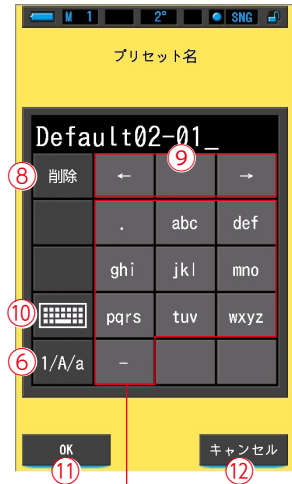 M 1 2° SNG
プリセット名
Default02-01_
⑧ 削除 ← ⑨ →
. abc def
ghi jkl mno
⑩ pqrs tuv wxyz
⑥ 1/A/a –
OK キャンセル
⑪ ⑫